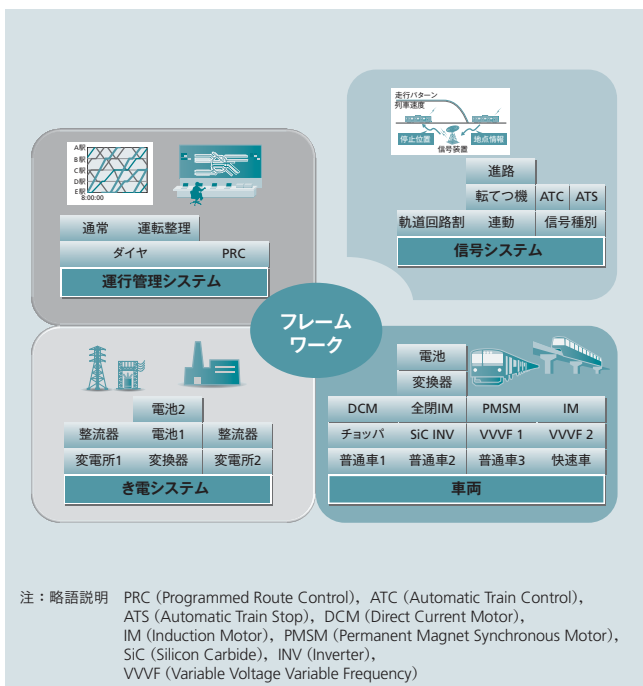 走行パターン
列車速度
停止位置
地点情報
信号装置
A駅
B駅
C駅
D駅
E駅
8:00:00
進路
転てつ機 ATC ATS
軌道回路割 連動 信号種別
信号システム
通常 運転整理
ダイヤ PRC
運行管理システム
フレーム
ワーク
電池2
整流器 電池1 整流器
変電所1 変換器 変電所2
き電システム
電池
変換器
DCM 全閉IM PMSM IM
チョッパ SiC INV VVVF 1 VVVF 2
普通車1 普通車2 普通車3 快速車
車両
注：略語説明 PRC（Programmed Route Control），ATC（Automatic Train Control），
ATS（Automatic Train Stop），DCM（Direct Current Motor），
IM（Induction Motor），PMSM（Permanent Magnet Synchronous Motor），
SiC（Silicon Carbide），INV（Inverter），
VVVF（Variable Voltage Variable Frequency）